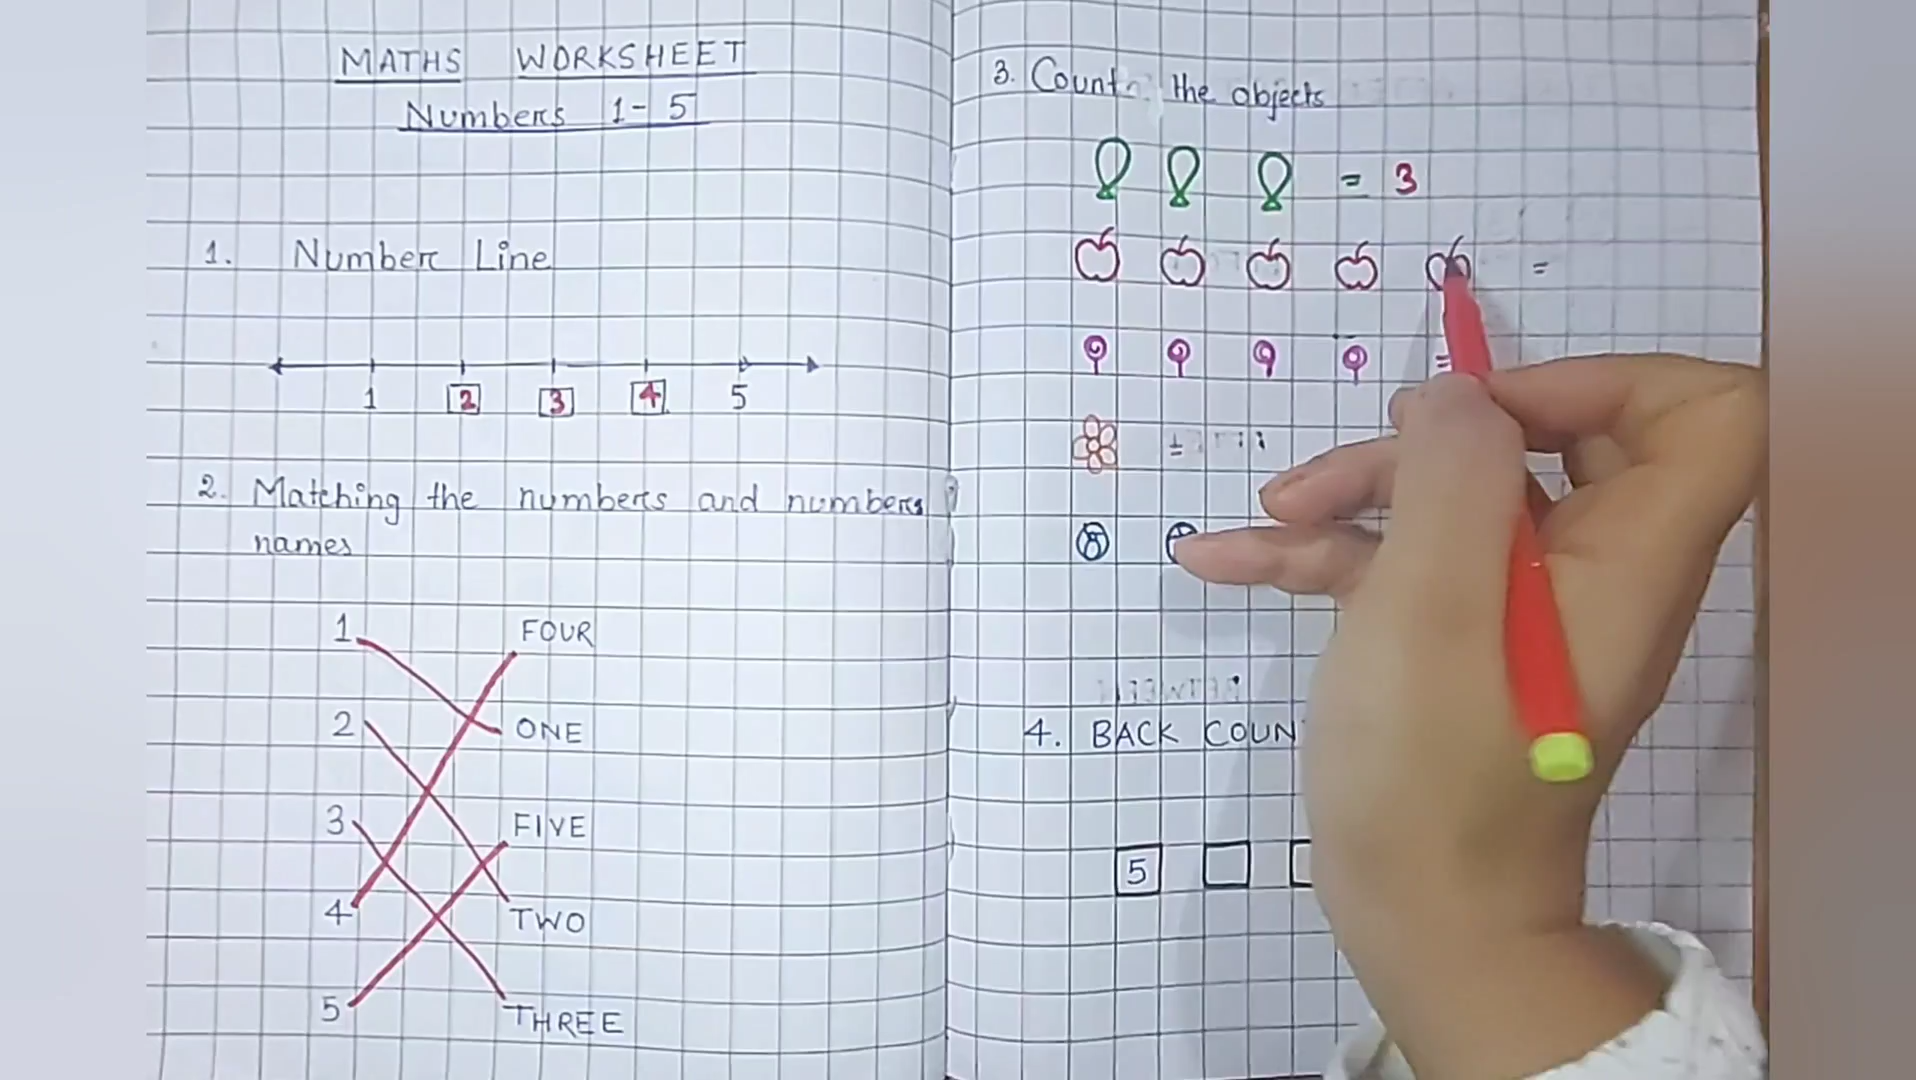 MATHS WORKSHEET
Numbers 1-5
1. Number Line
1 2 3 4 5
2. Matching the numbers and numbers
names
1 FOUR
2 ONE
3 FIVE
4 TWO
5 THREE
3. Count the objects
= 3
=
=
=
4. BACK COUN
5